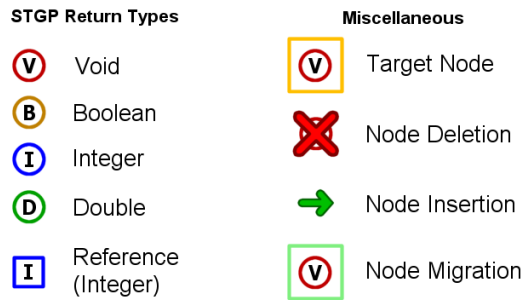 STGP Return Types
V Void
B Boolean
I Integer
D Double
I Reference
(Integer)
Miscellaneous
V Target Node
Node Deletion
Node Insertion
V Node Migration